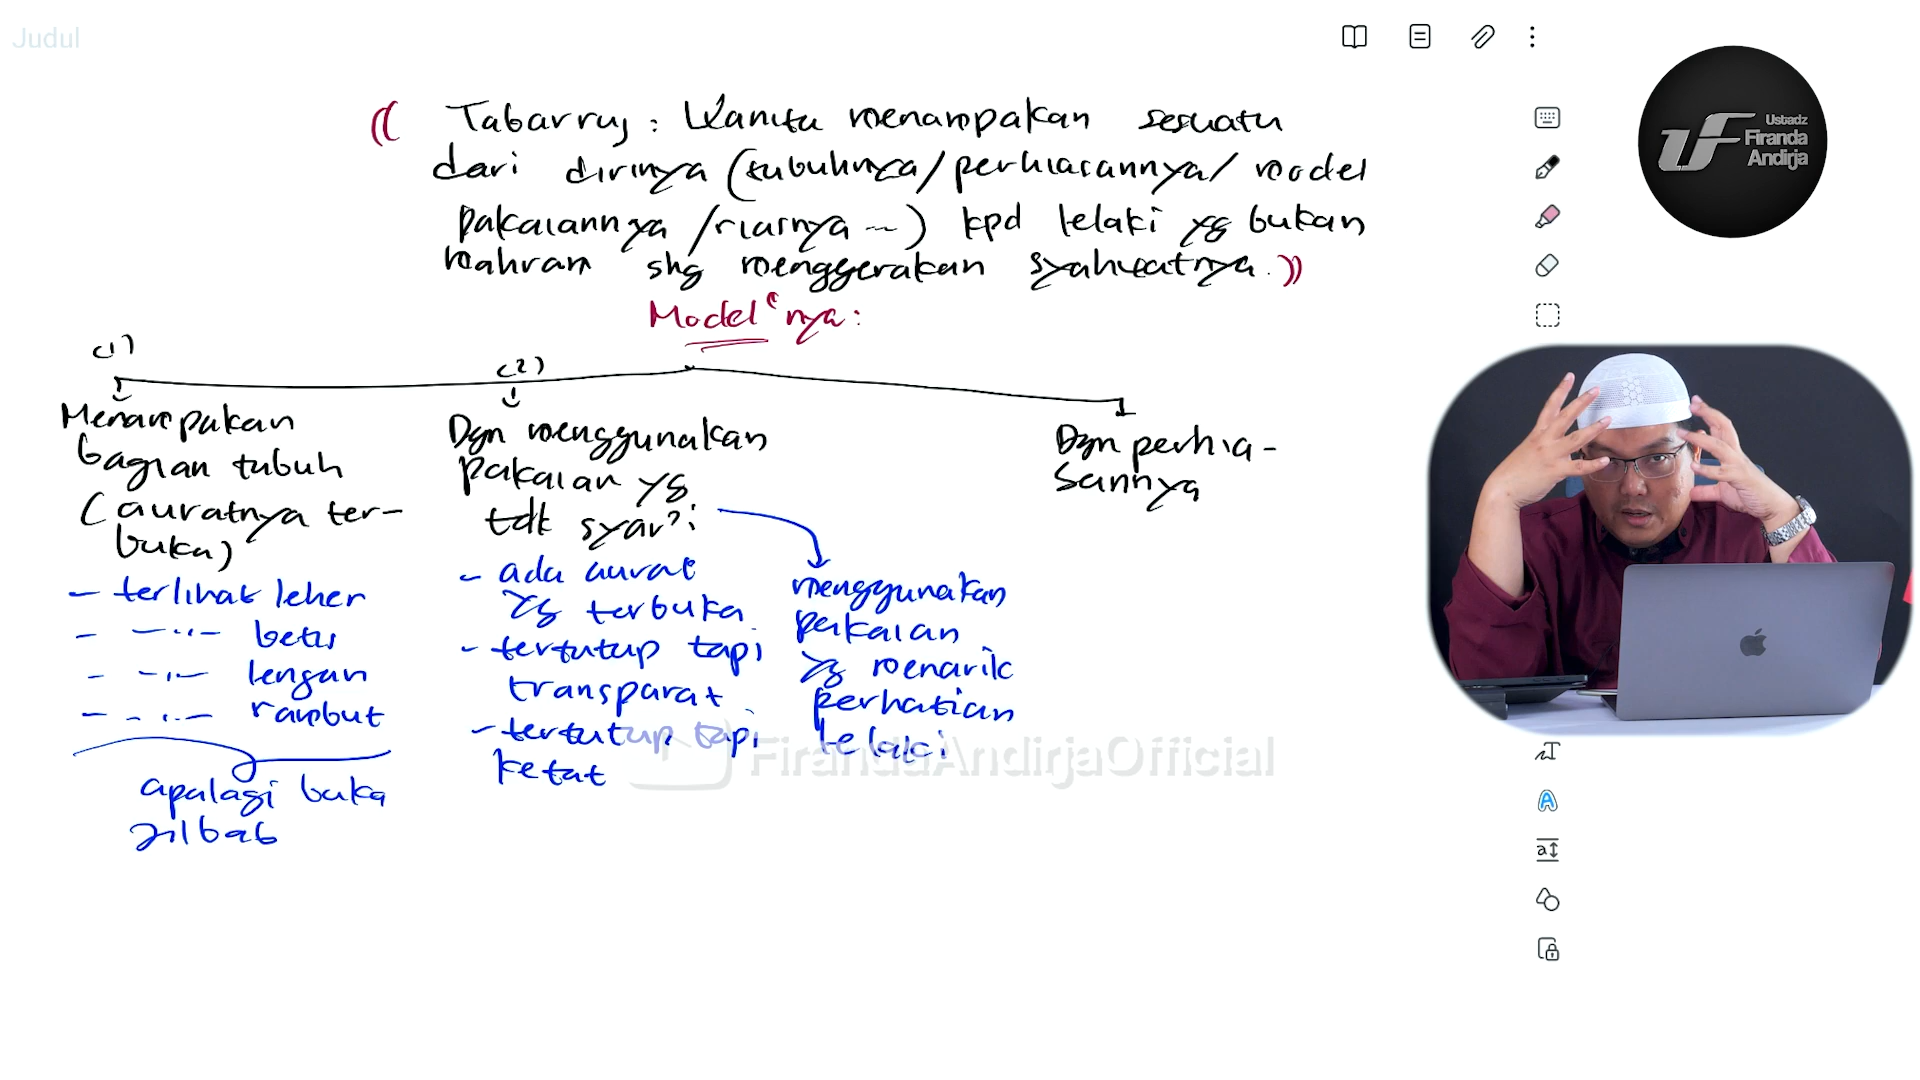 Judul
(( Tabarruj : Wanita menampakan sesuatu
dari dirinya (tubuhnya/perhiasannya/model
pakaiannya/riasnya --) kpd lelaki yg bukan
mahram shg menggerakan syahwatnya. ))
Model² nya:
(1)
Menampakan
bagian tubuh
(auratnya ter-
buka)
- terlihat leher
- -"- betis
- -"- lengan
- -"- rambut
apalagi buka
jilbab
(2)
Dgn menggunakan
pakaian yg
tdk syar'i
- ada aurat
yg terbuka
- tertutup tapi
transparat
- tertutup tapi
ketat
menggunakan
pakaian
yg menarik
perhatian
lelaki
Dgn perhia-
sannya
FirandaAndirjaOfficial
Ustadz
Firanda
Andirja